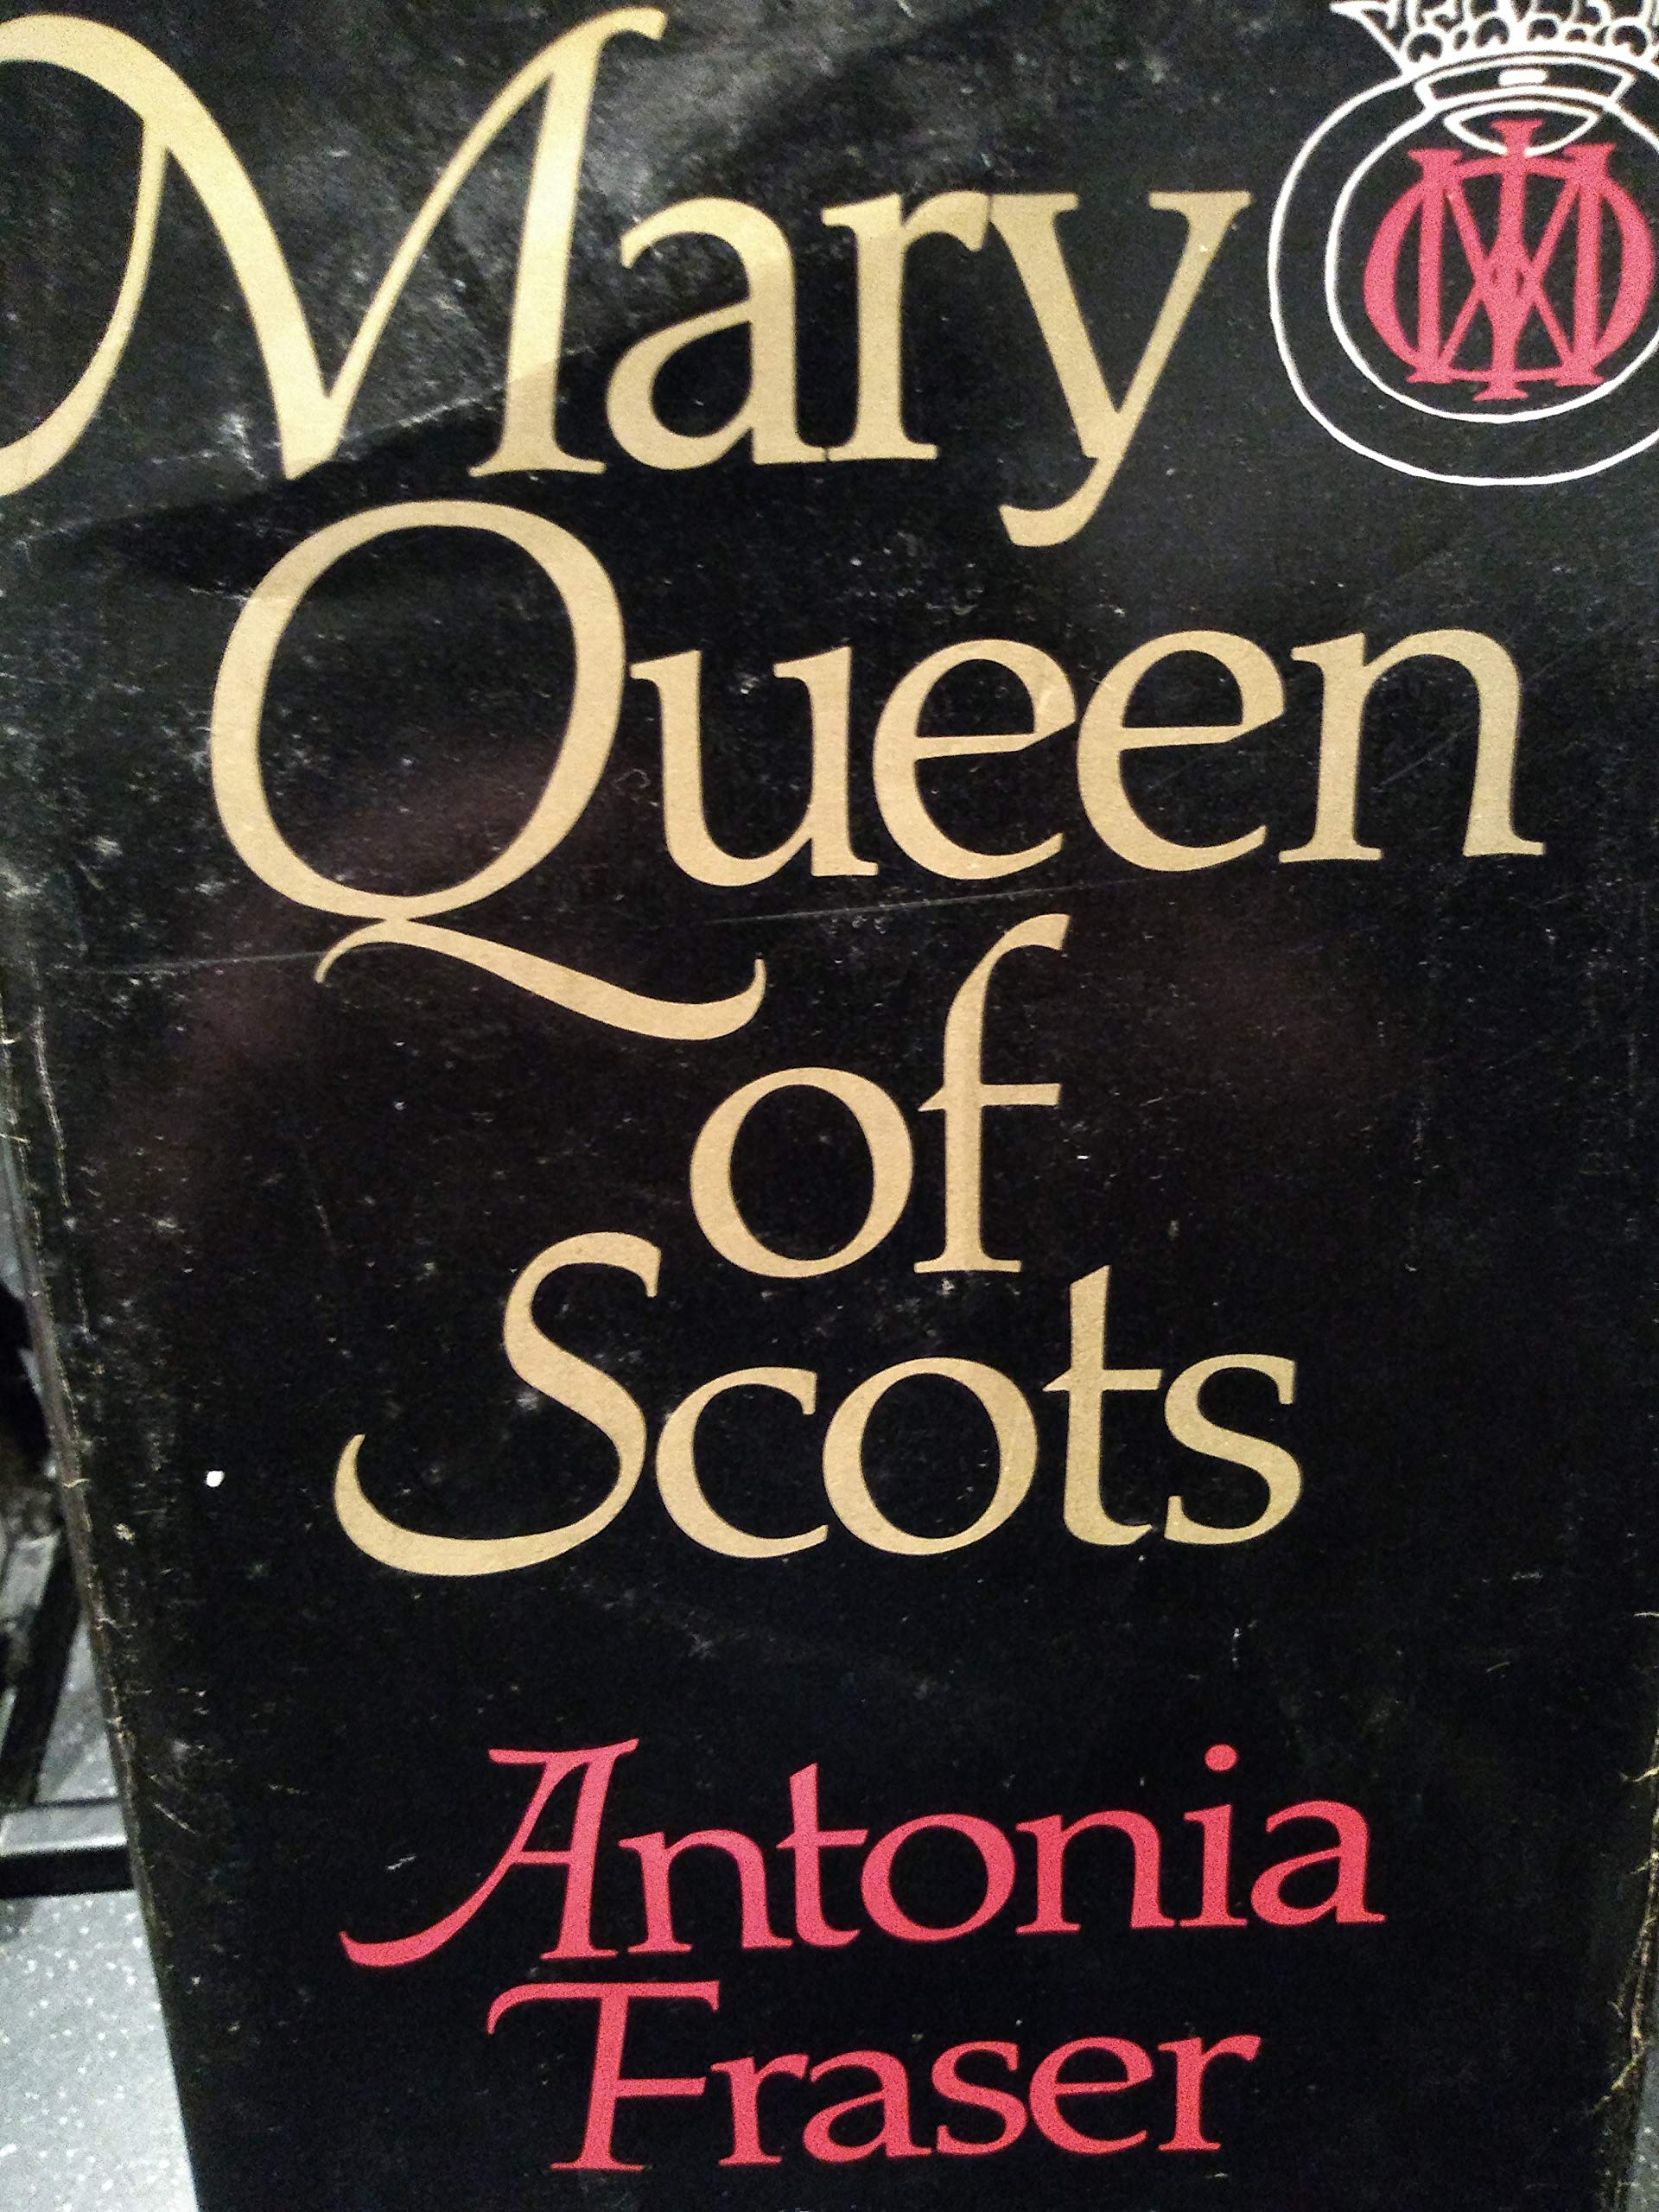 Mary
Queen
of
Scots
Antonia
Fraser